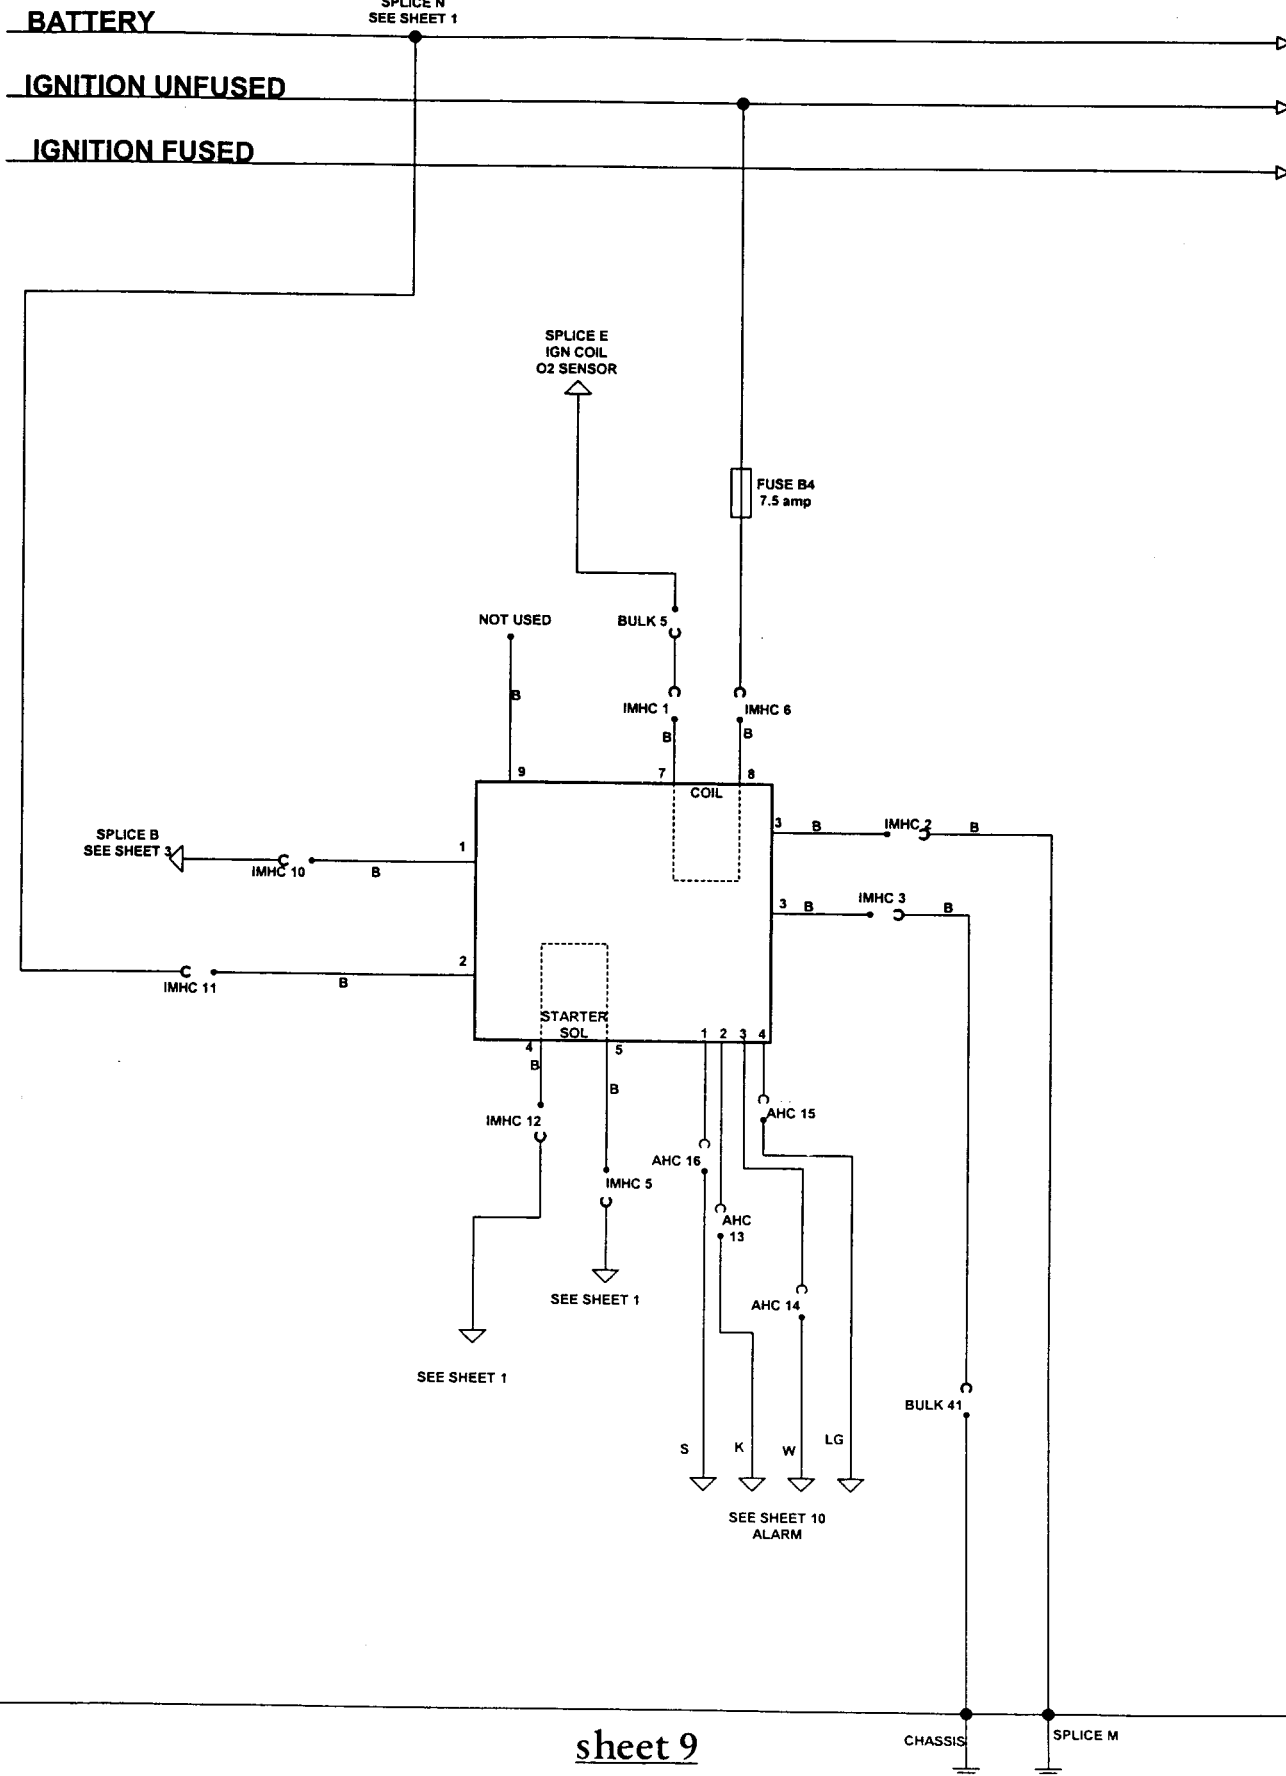 SPLICE N
SEE SHEET 1
BATTERY
IGNITION UNFUSED
IGNITION FUSED
SPLICE E
IGN COIL
O2 SENSOR
FUSE B4
7.5 amp
NOT USED
BULK 5
B
IMHC 1
IMHC 6
B
B
9
7
8
COIL
SPLICE B
SEE SHEET 3
IMHC 10
B
1
3
B
IMHC 2
B
3
B
IMHC 3
B
2
IMHC 11
B
STARTER
SOL
1
2
3
4
4
5
B
B
IMHC 12
AHC 15
AHC 16
IMHC 5
AHC
13
SEE SHEET 1
AHC 14
SEE SHEET 1
BULK 41
S
K
W
LG
SEE SHEET 10
ALARM
sheet 9
CHASSIS
SPLICE M